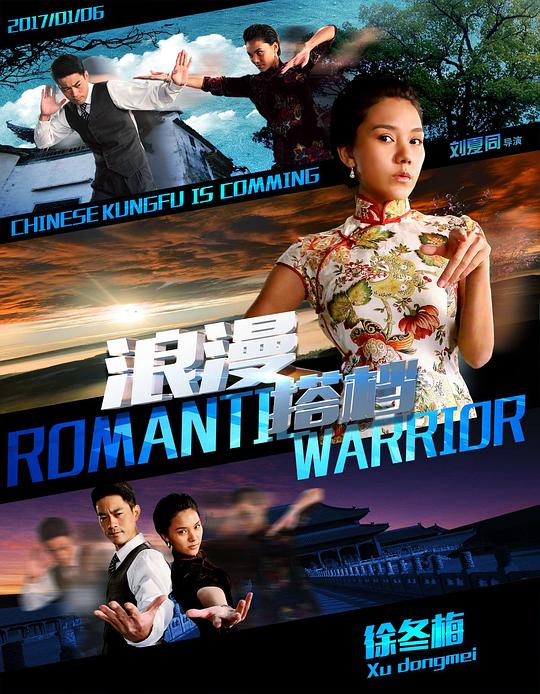 2017/01/06
刘夏同 导演
CHINESE KUNGFU IS COMMING
浪漫
搭档
ROMANTI
WARRIOR
徐冬梅
Xu dongmei